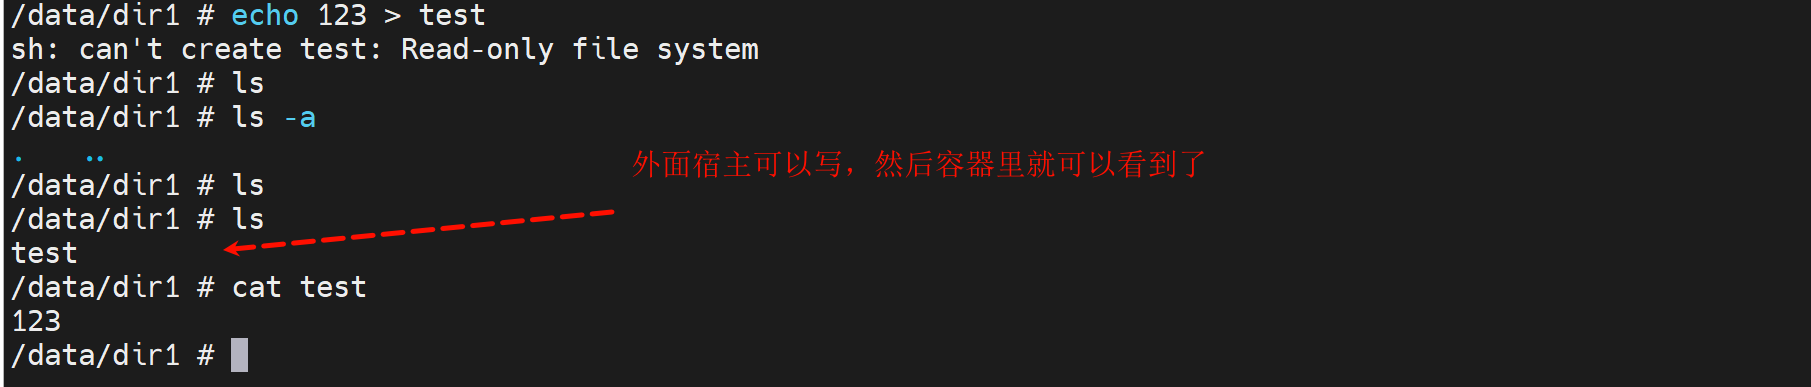 /data/dir1 # echo 123 > test
sh: can't create test: Read-only file system
/data/dir1 # ls
/data/dir1 # ls -a
.    ..
外面宿主可以写，然后容器里就可以看到了
/data/dir1 # ls
/data/dir1 # ls
test
/data/dir1 # cat test
123
/data/dir1 #